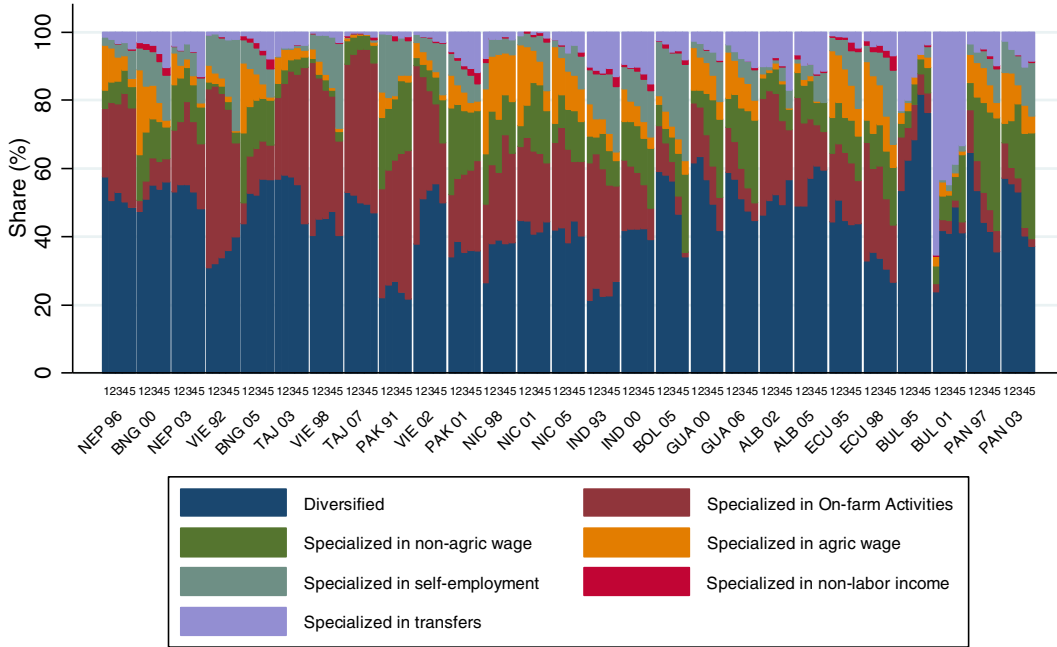 Share (%)
100
80
60
40
20
0
12345 12345 12345 12345 12345 12345 12345 12345 12345 12345 12345 12345 12345 12345 12345 12345 12345 12345 12345 12345 12345 12345 12345 12345 12345 12345 12345
NEP 96 BNG 00 NEP 03 VIE 92 BNG 05 TAJ 03 VIE 98 TAJ 07 PAK 91 VIE 02 PAK 01 NIC 98 NIC 01 NIC 05 IND 93 IND 00 BOL 05 GUA 00 GUA 06 ALB 02 ALB 05 ECU 95 ECU 98 BUL 95 BUL 01 PAN 97 PAN 03
Diversified Specialized in On-farm Activities
Specialized in non-agric wage Specialized in agric wage
Specialized in self-employment Specialized in non-labor income
Specialized in transfers